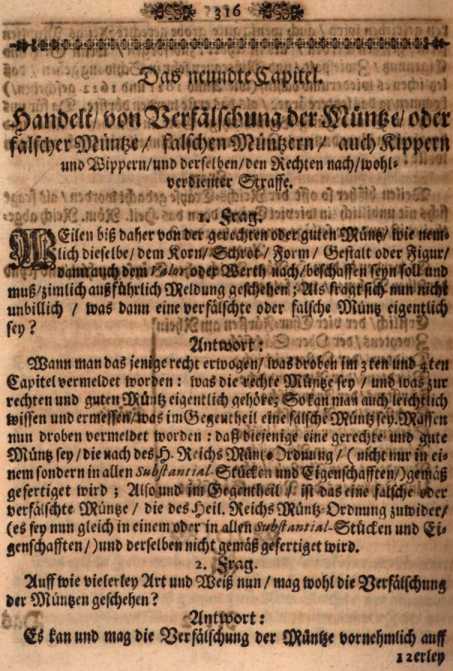 316
Das neundte Capitel.
Handelt / von Verfälschung der Müntze / oder
falscher Müntze / falschen Müntzern / auch Kippern
und Wippern / und derselben / den Rechten nach / wohl-
verdienter Straffe.
1. Frag.
WEilen biß daher von der gerechten oder guten Müntz / wie nem-
lich dieselbe / dem Korn / Schrot / Form / Gestalt oder Figur /
dann auch dem Valor, oder Werth nach / beschaffen seyn soll und
muß / zimlich außführlich Meldung geschehen: Als fragt sich nun nicht
unbillich / was dann eine verfälschte oder falsche Müntz eigentlich
sey?
Antwort:
Wann man das jenige recht erwogen / was droben im 3ten und 4ten
Capitel vermeldet worden: was die rechte Müntze sey / und was zur
rechten und guten Müntz eigentlich gehöre; So kan man auch leichtlich
wissen und ermessen / was im Gegentheil eine falsche Müntz sey. Massen
nun droben vermeldet worden: daß diejenige eine gerechte und gute
Müntz sey / die nach des H. Reichs Müntz Ordnung / (nicht nur in ei-
nem sondern in allen Substantial-Stücken und Eigenschafften /) gemäß
gefertiget wird; Also und im Gegentheil / ist das eine falsche oder
verfälschte Müntze / die des Heil. Reichs Müntz-Ordnung zuwider /
(es sey nun gleich in einem oder in allen Substantial-Stücken und Ei-
genschafften /) und derselben nicht gemäß gefertiget wird.
2. Frag.
Auff wie vielerley Art und Weiß nun / mag wohl die Verfälschung
der Müntzen geschehen?
Antwort:
Es kan und mag die Verfälschung der Müntze vornehmlich auff
12erley